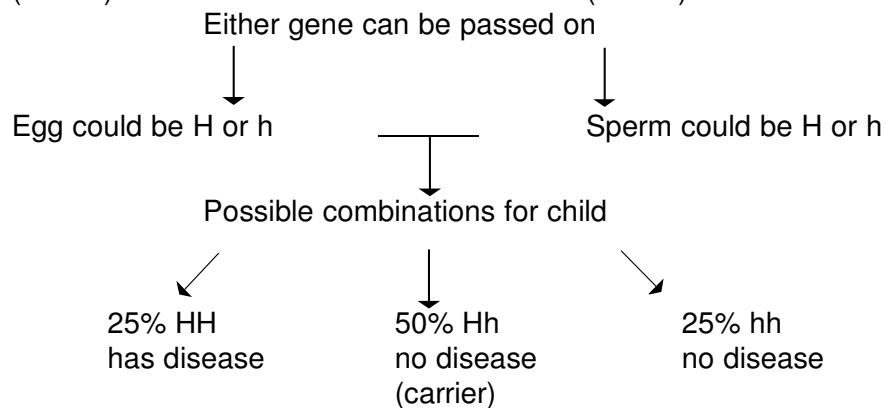 Either gene can be passed on
Egg could be H or h Sperm could be H or h
Possible combinations for child
25% HH 50% Hh 25% hh
has disease no disease no disease
(carrier)